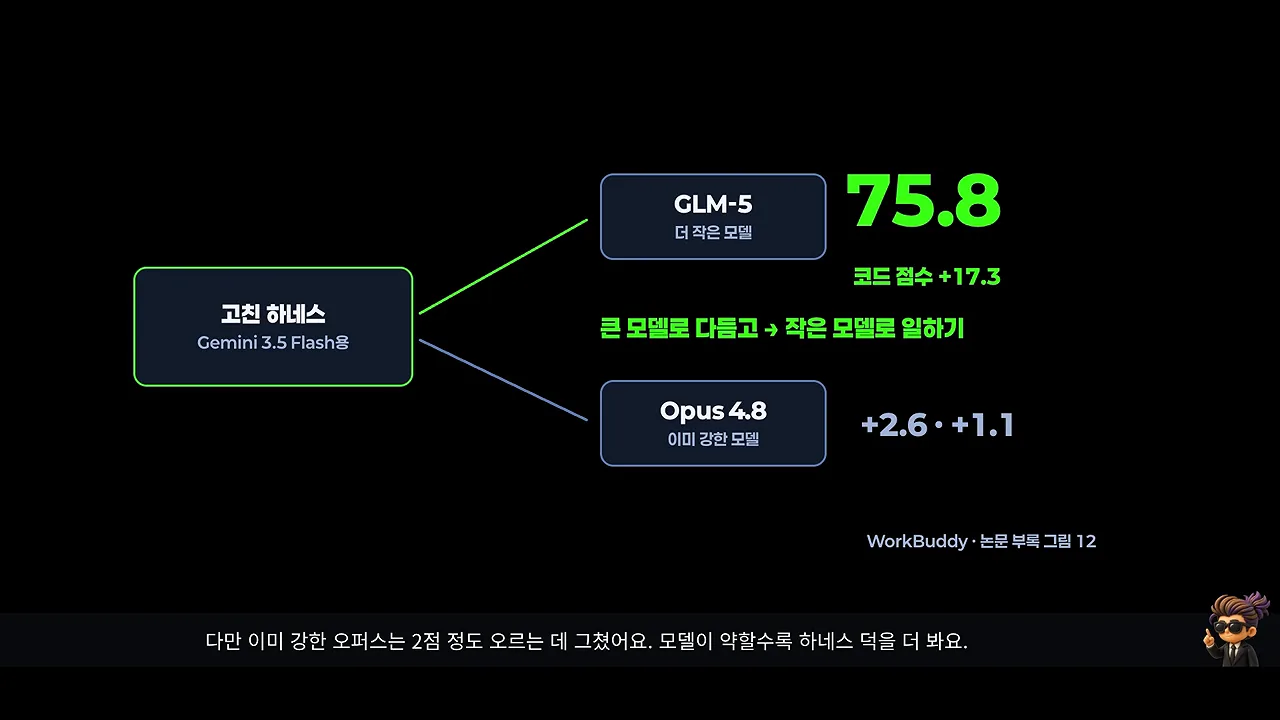 고친 하네스
Gemini 3.5 Flash용
GLM-5
더 작은 모델
75.8
코드 점수 +17.3
큰 모델로 다듬고 → 작은 모델로 일하기
Opus 4.8
이미 강한 모델
+2.6 · +1.1
WorkBuddy · 논문 부록 그림 12
다만 이미 강한 오퍼스는 2점 정도 오르는 데 그쳤어요. 모델이 약할수록 하네스 덕을 더 봐요.